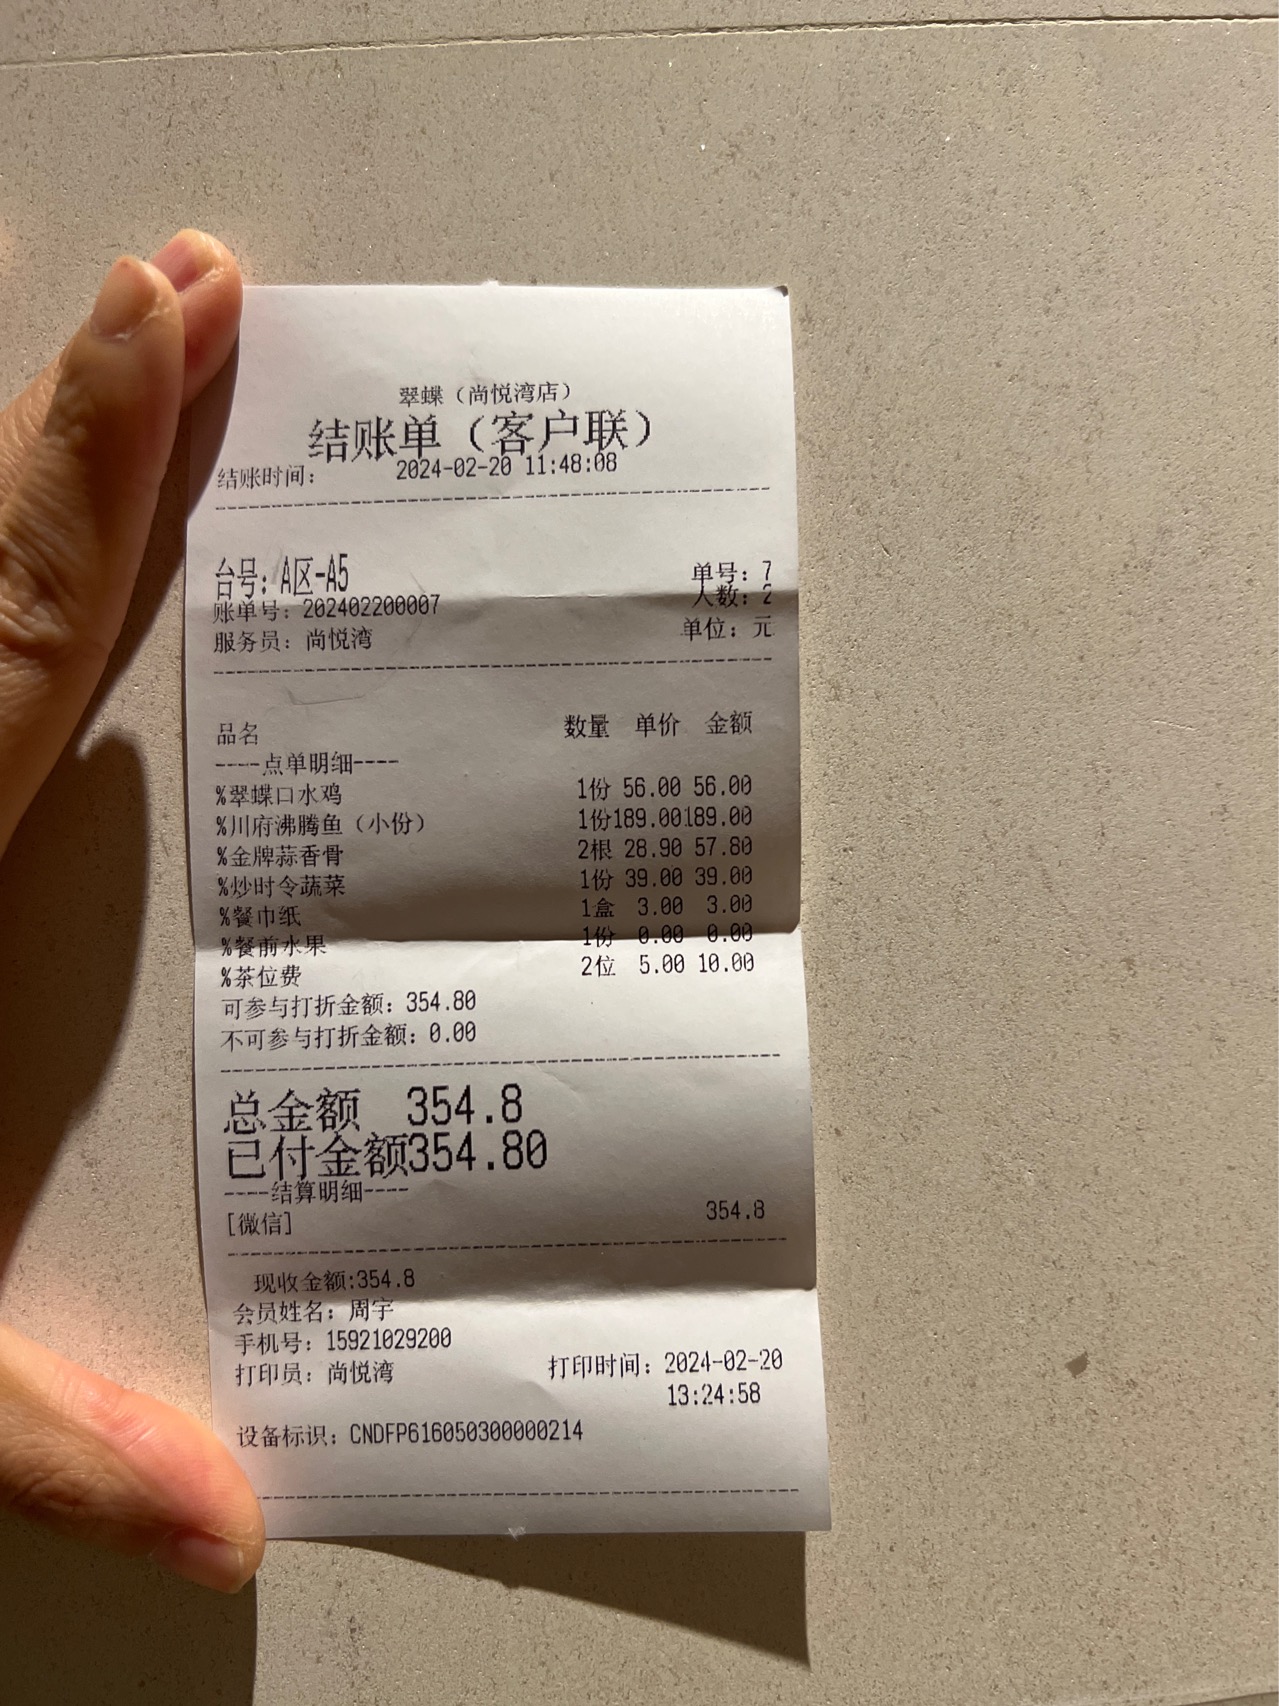 翠蝶（尚悦湾店）
结账单（客户联）
结账时间： 2024-02-20 11:48:08
台号：A区-A5 单号：7
账单号：202402200007 人数：2
服务员：尚悦湾 单位：元
品名 数量 单价 金额
----点单明细----
%翠蝶口水鸡 1份 56.00 56.00
%川府沸腾鱼（小份） 1份189.00189.00
%金牌蒜香骨 2根 28.90 57.80
%炒时令蔬菜 1份 39.00 39.00
%餐巾纸 1盒 3.00 3.00
%餐前水果 1份 0.00 0.00
%茶位费 2位 5.00 10.00
可参与打折金额：354.80
不可参与打折金额：0.00
总金额 354.8
已付金额354.80
----结算明细----
[微信] 354.8
现收金额:354.8
会员姓名：周宇
手机号：15921029200
打印员：尚悦湾 打印时间：2024-02-20
13:24:58
设备标识：CNDFP616050300000214